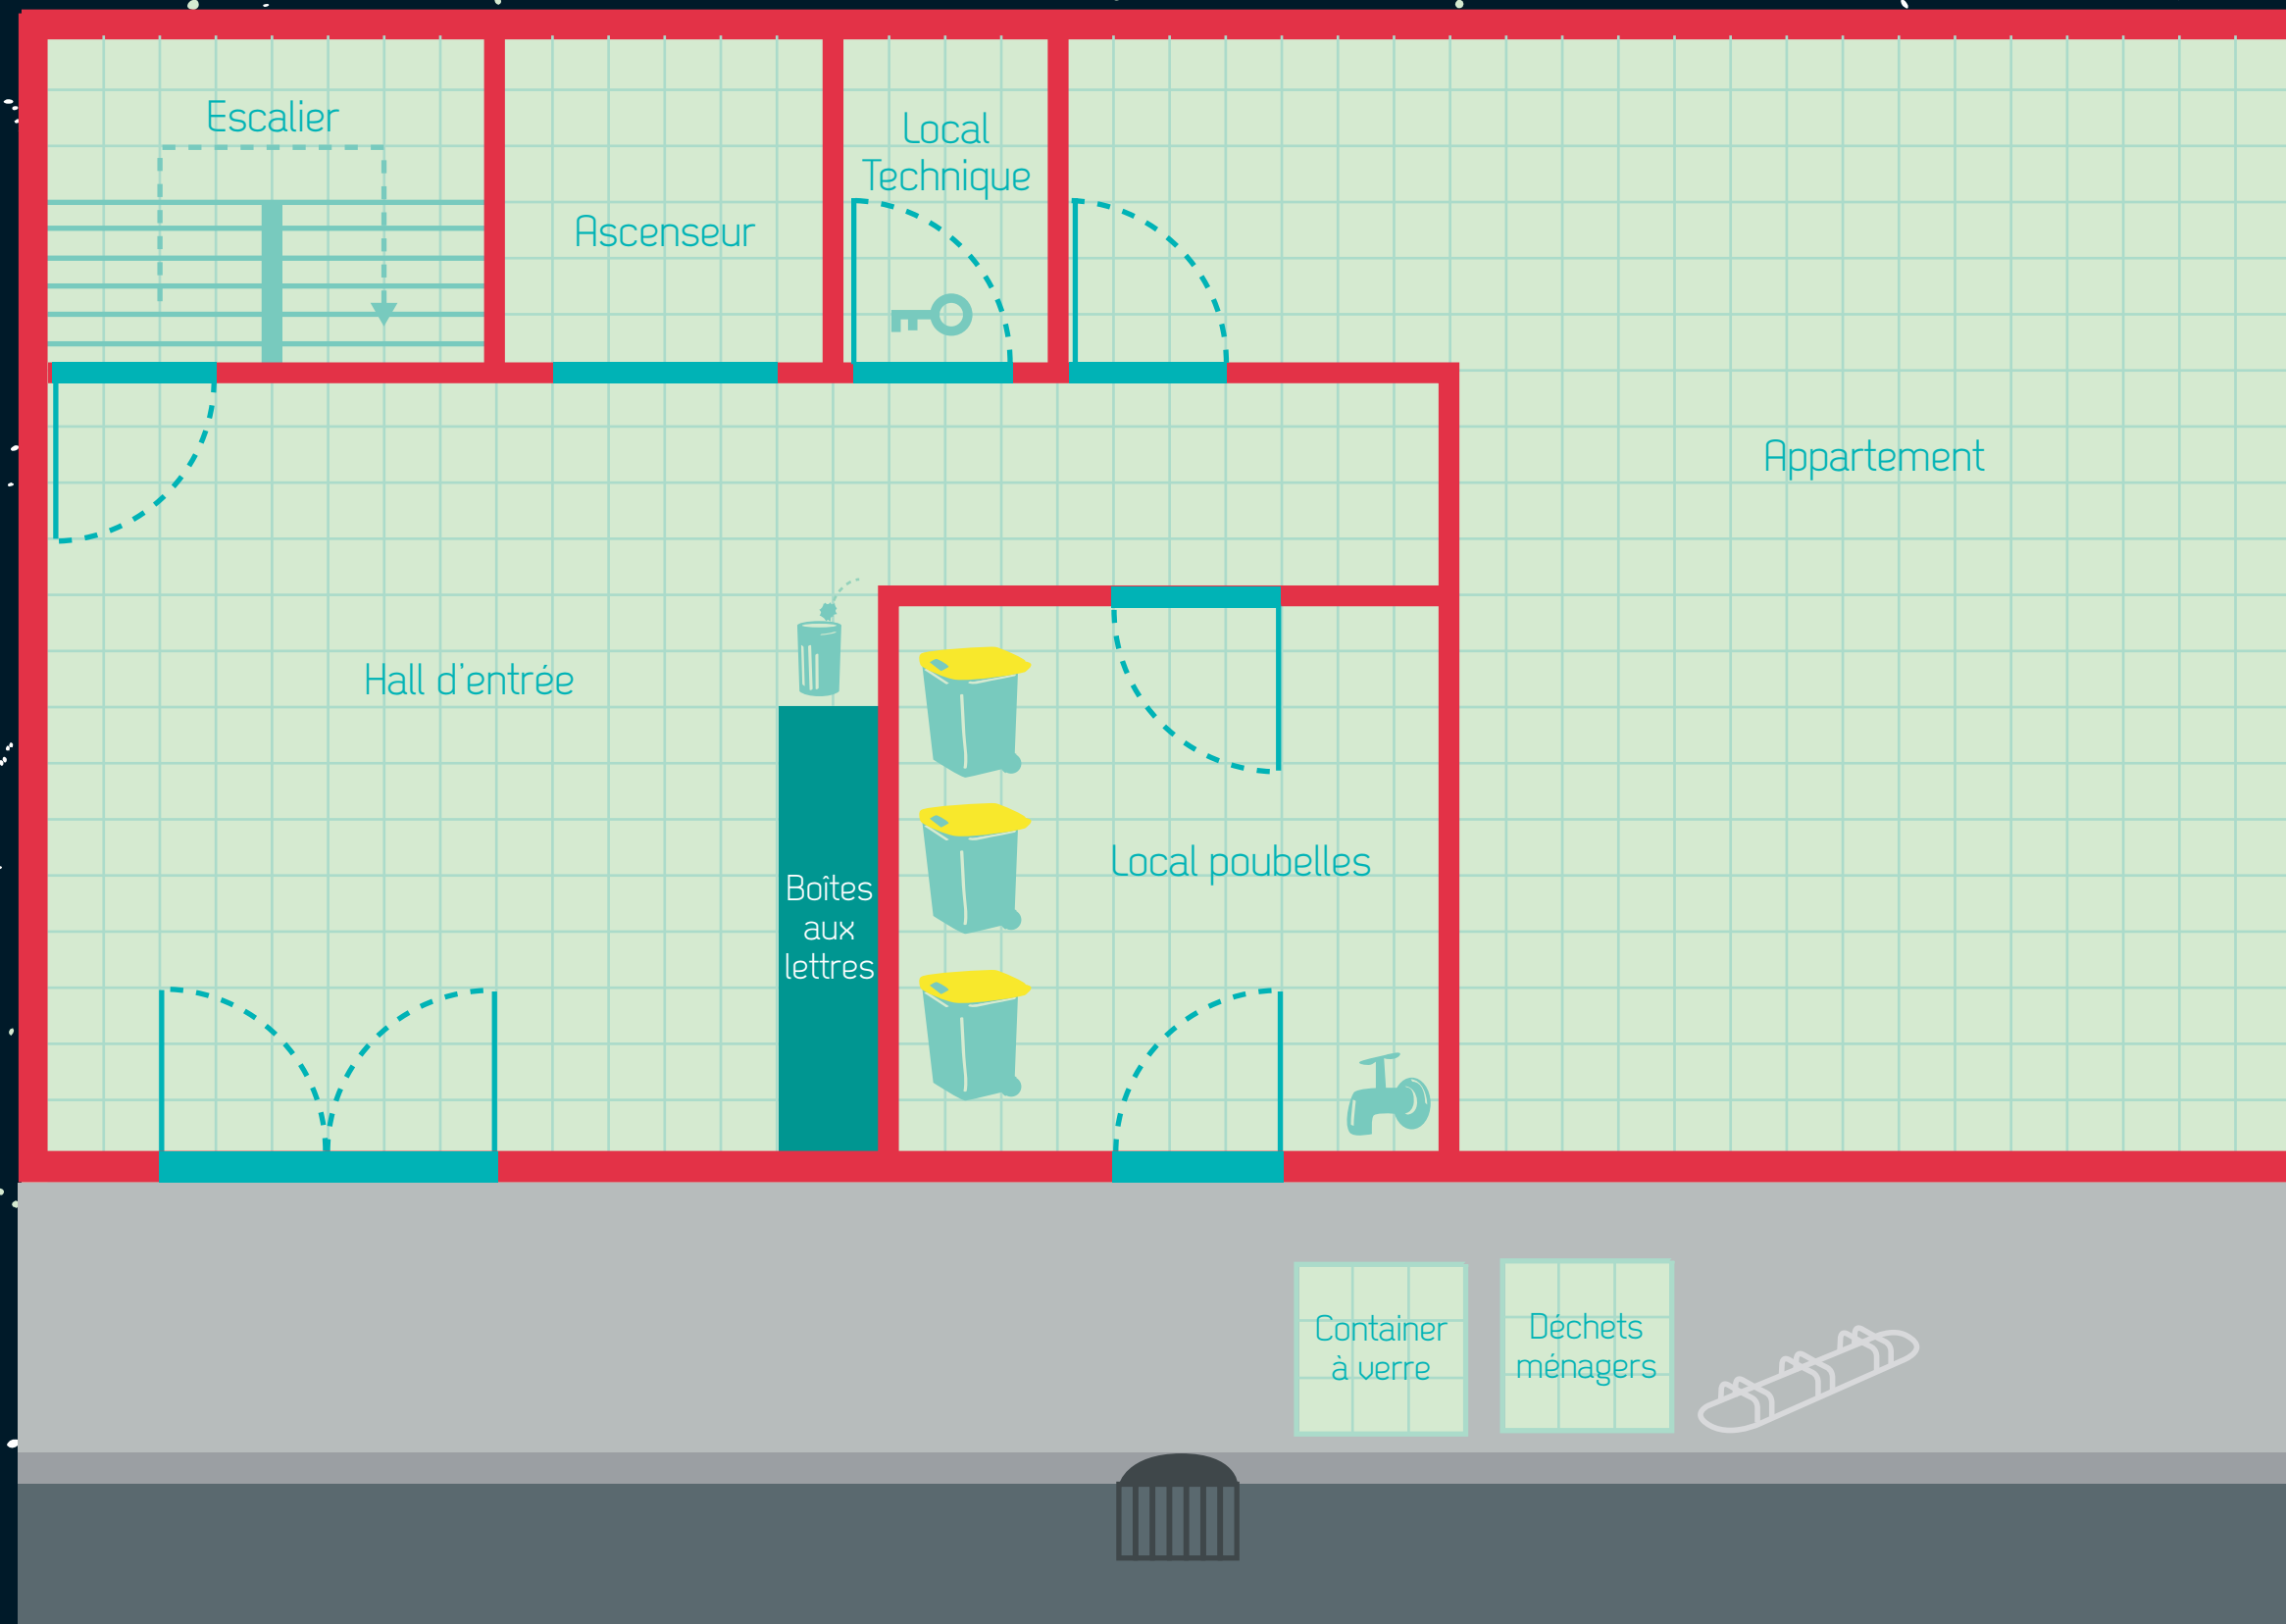 Escalier
Ascenseur
Local
Technique
Appartement
Hall d'entrée
Boîtes
aux
lettres
Local poubelles
Container
à verre
Déchets
ménagers